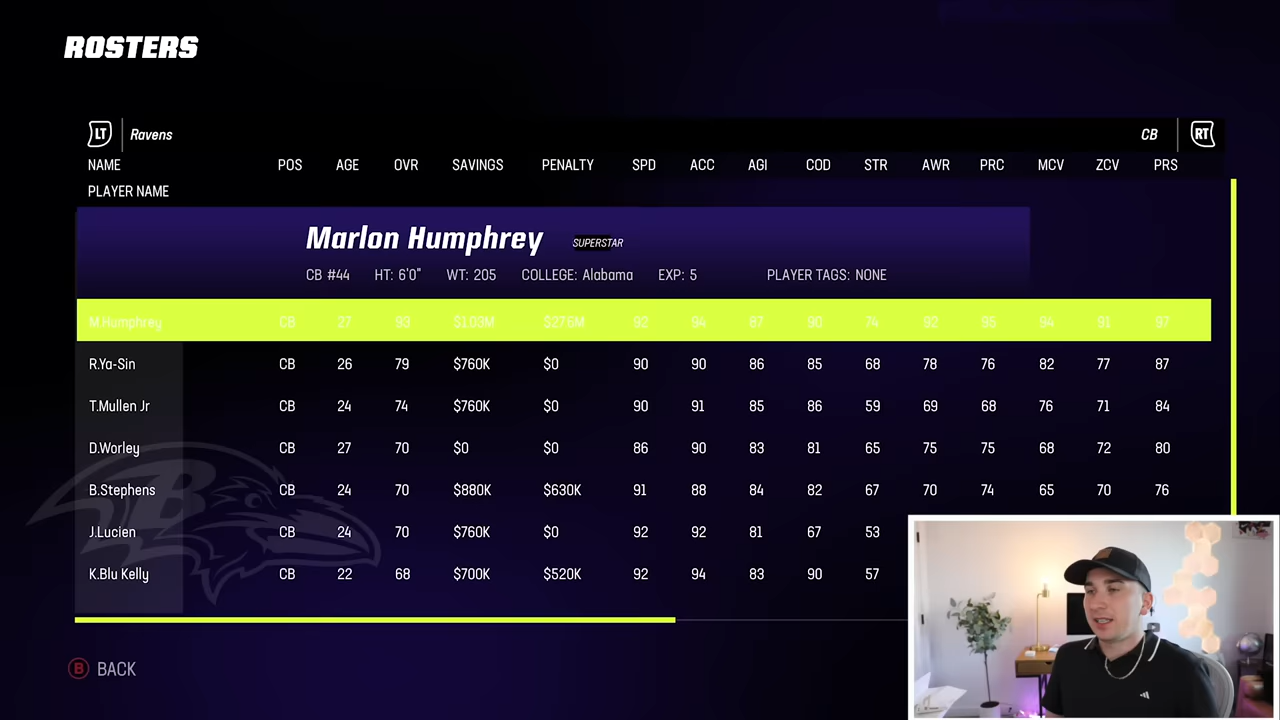 ROSTERS
LT Ravens CB RT
NAME POS AGE OVR SAVINGS PENALTY SPD ACC AGI COD STR AWR PRC MCV ZCV PRS
PLAYER NAME
Marlon Humphrey SUPERSTAR
CB #44 HT: 6'0" WT: 205 COLLEGE: Alabama EXP: 5 PLAYER TAGS: NONE
M.Humphrey CB 27 93 $10.3M $27.6M 92 94 87 90 74 92 95 94 91 97
R.Ya-Sin CB 26 79 $760K $0 90 90 86 85 68 78 76 82 77 87
T.Mullen Jr CB 24 74 $760K $0 90 91 85 86 59 69 68 76 71 84
D.Worley CB 27 70 $0 $0 86 90 83 81 65 75 75 68 72 80
B.Stephens CB 24 70 $880K $630K 91 88 84 82 67 70 74 65 70 76
J.Lucien CB 24 70 $760K $0 92 92 81 67 53
K.Blu Kelly CB 22 68 $700K $520K 92 94 83 90 57
B BACK